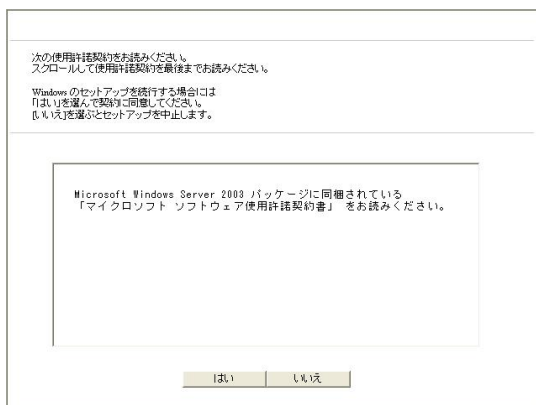 次の使用許諾契約をお読みください。
スクロールして使用許諾契約を最後までお読みください。
Windows のセットアップを続行する場合には
[はい]を選んで契約に同意してください。
[いいえ]を選ぶとセットアップを中止します。
Microsoft Windows Server 2003 パッケージに同梱されている
「マイクロソフト ソフトウェア使用許諾契約書」 をお読みください。
はい
いいえ